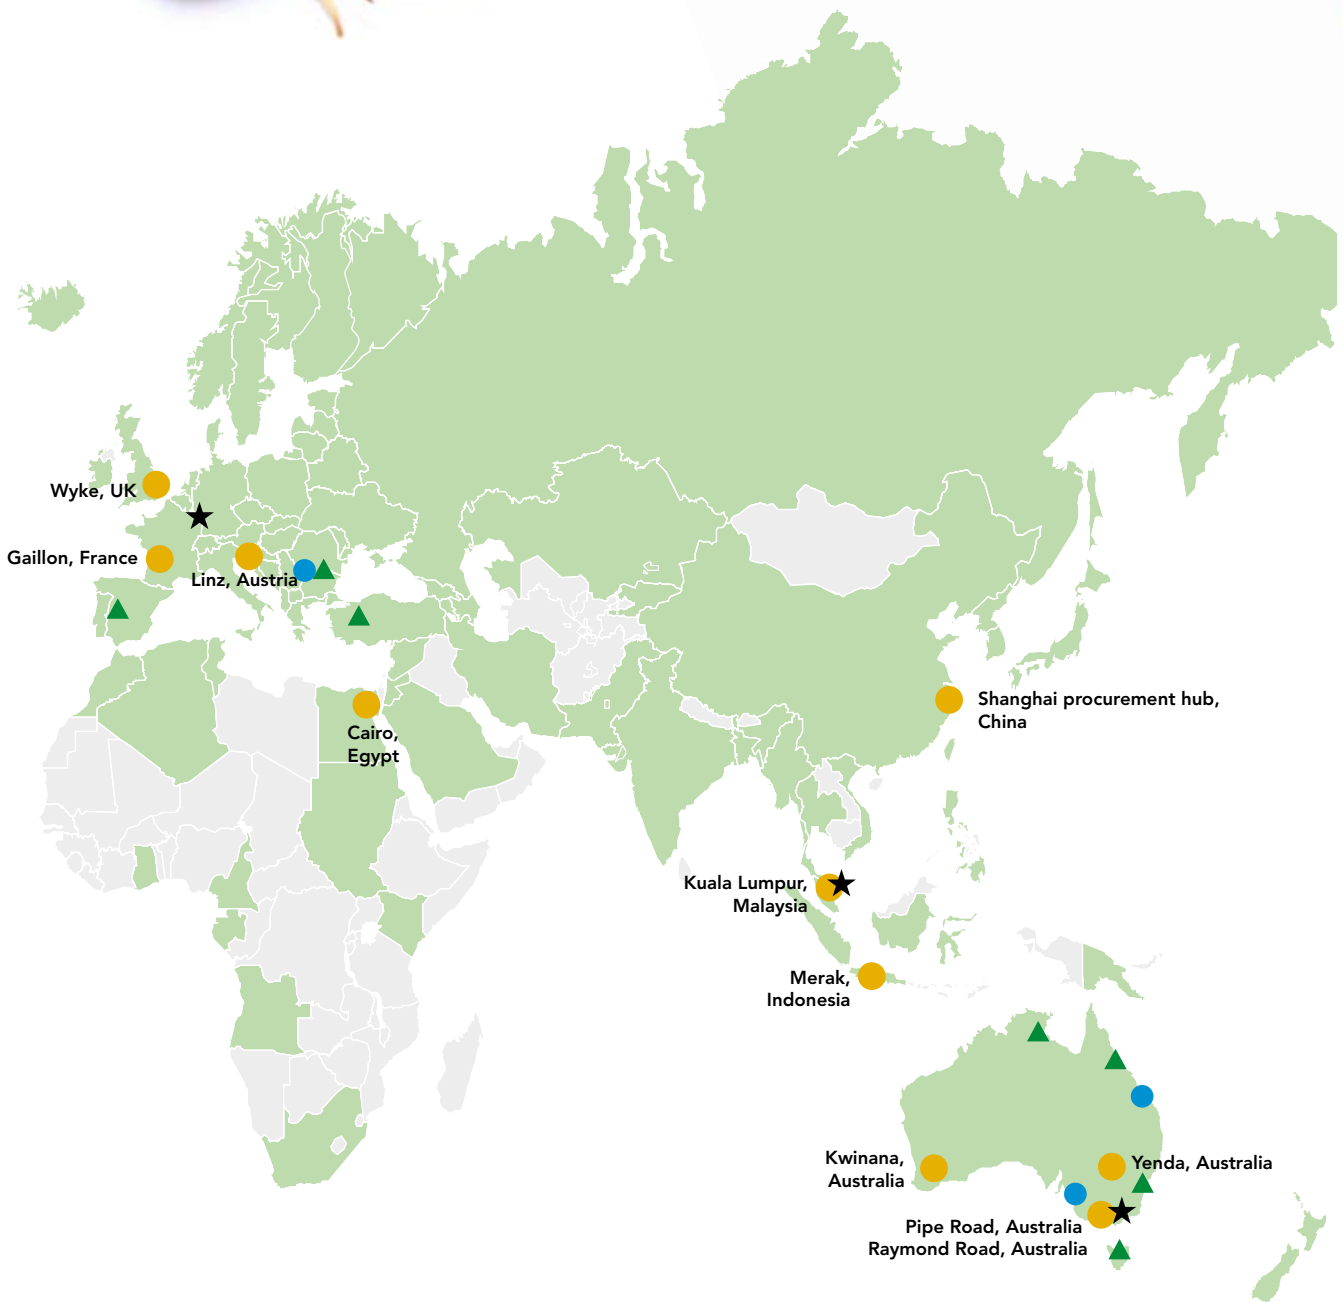 Wyke, UK
Gaillon, France
Linz, Austria
Cairo,
Egypt
Shanghai procurement hub,
China
Kuala Lumpur,
Malaysia
Merak,
Indonesia
Kwinana,
Australia
Yenda, Australia
Pipe Road, Australia
Raymond Road, Australia